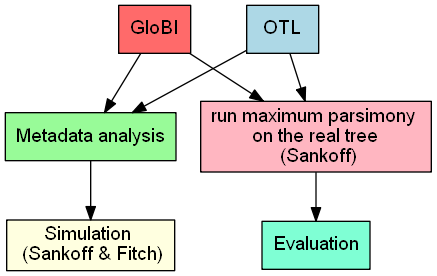 GloBI
OTL
Metadata analysis
run maximum parsimony
on the real tree
(Sankoff)
Simulation
(Sankoff & Fitch)
Evaluation